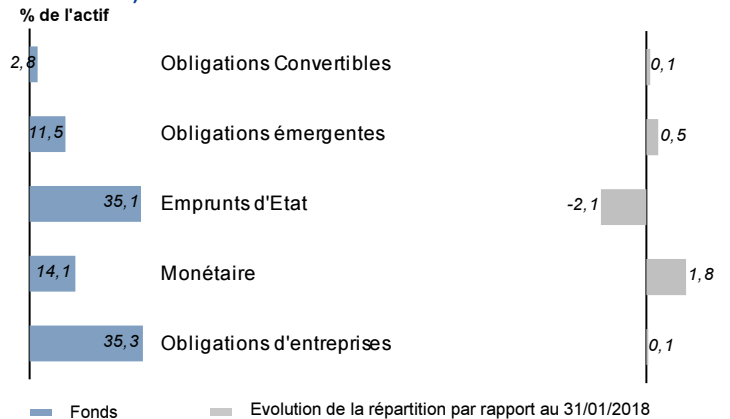 % de l'actif
2,8 Obligations Convertibles 0,1
11,5 Obligations émergentes 0,5
35,1 Emprunts d'Etat -2,1
14,1 Monétaire 1,8
35,3 Obligations d'entreprises 0,1
Fonds Evolution de la répartition par rapport au 31/01/2018